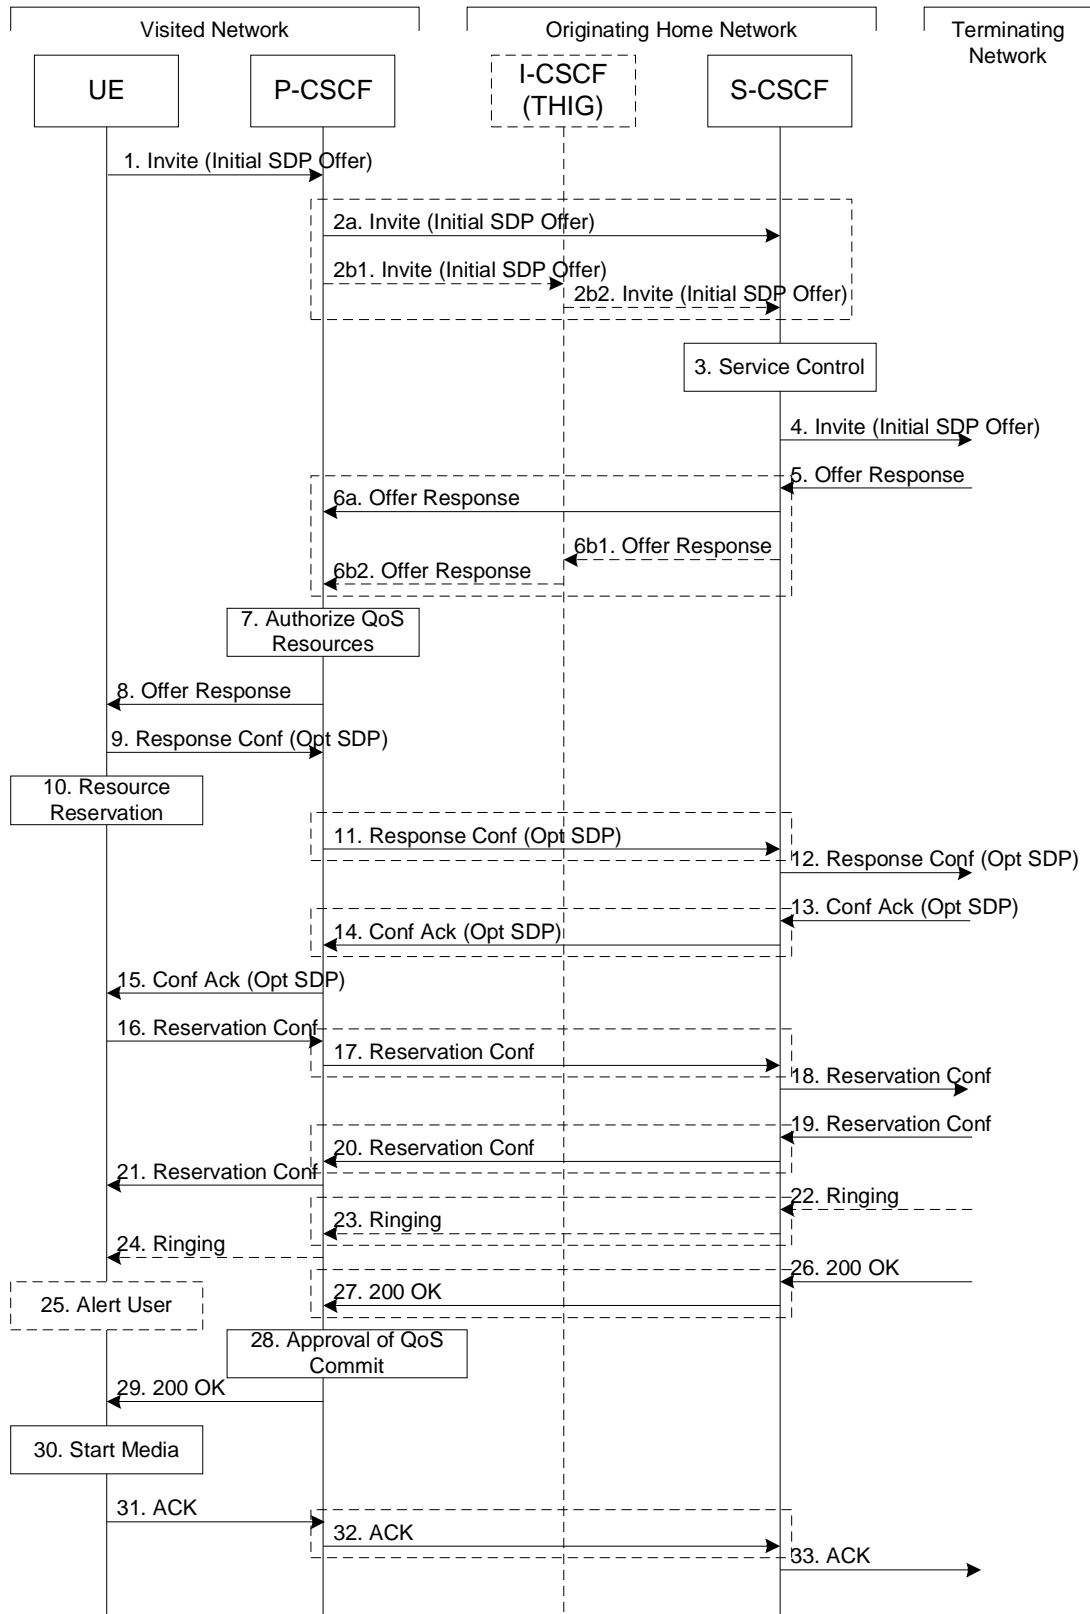 Visited Network
Originating Home Network
Terminating
Network
UE
P-CSCF
I-CSCF
(THIG)
S-CSCF
1. Invite (Initial SDP Offer)
2a. Invite (Initial SDP Offer)
2b1. Invite (Initial SDP Offer)
2b2. Invite (Initial SDP Offer)
3. Service Control
4. Invite (Initial SDP Offer)
5. Offer Response
6a. Offer Response
6b1. Offer Response
6b2. Offer Response
7. Authorize QoS
Resources
8. Offer Response
9. Response Conf (Opt SDP)
10. Resource
Reservation
11. Response Conf (Opt SDP)
12. Response Conf (Opt SDP)
13. Conf Ack (Opt SDP)
14. Conf Ack (Opt SDP)
15. Conf Ack (Opt SDP)
16. Reservation Conf
17. Reservation Conf
18. Reservation Conf
19. Reservation Conf
20. Reservation Conf
21. Reservation Conf
22. Ringing
23. Ringing
24. Ringing
25. Alert User
26. 200 OK
27. 200 OK
28. Approval of QoS
Commit
29. 200 OK
30. Start Media
31. ACK
32. ACK
33. ACK